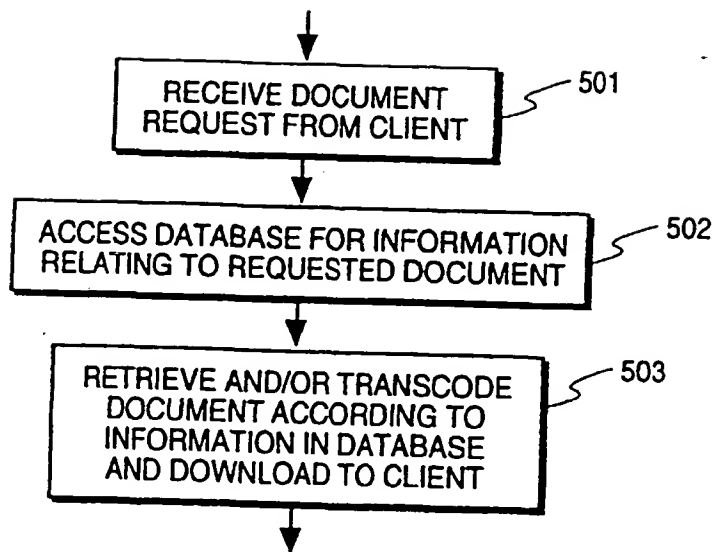 RECEIVE DOCUMENT
REQUEST FROM CLIENT
501
ACCESS DATABASE FOR INFORMATION
RELATING TO REQUESTED DOCUMENT
502
RETRIEVE AND/OR TRANSCODE
DOCUMENT ACCORDING TO
INFORMATION IN DATABASE
AND DOWNLOAD TO CLIENT
503